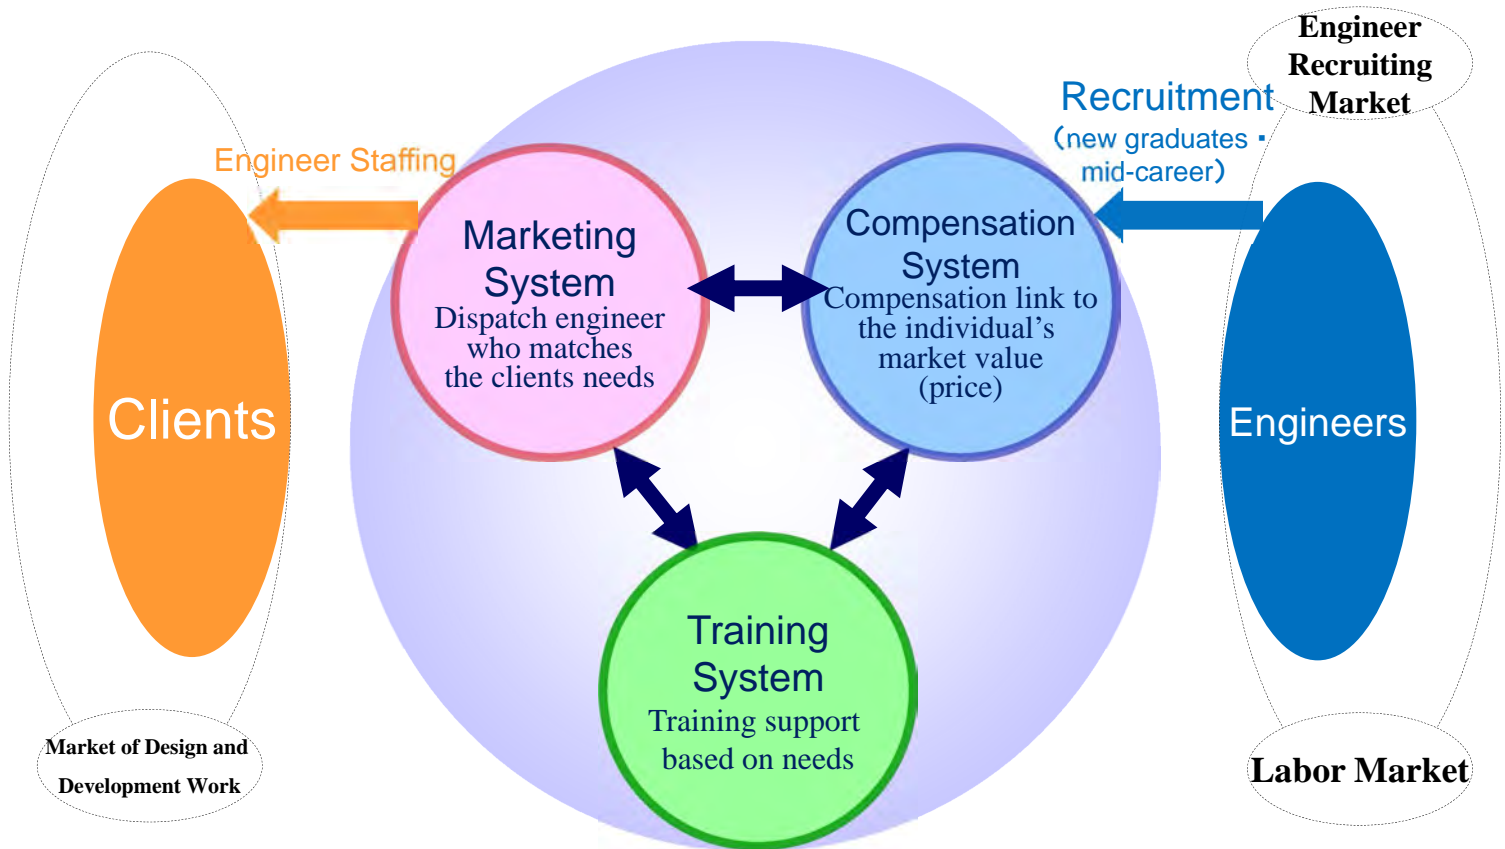 Engineer
Recruiting
Market
Recruitment
（new graduates・
mid-career）
Engineer Staffing
Marketing
System
Dispatch engineer
who matches
the clients needs
Compensation
System
Compensation link to
the individual’s
market value
(price)
Clients
Engineers
Training
System
Training support
based on needs
Market of Design and
Development Work
Labor Market